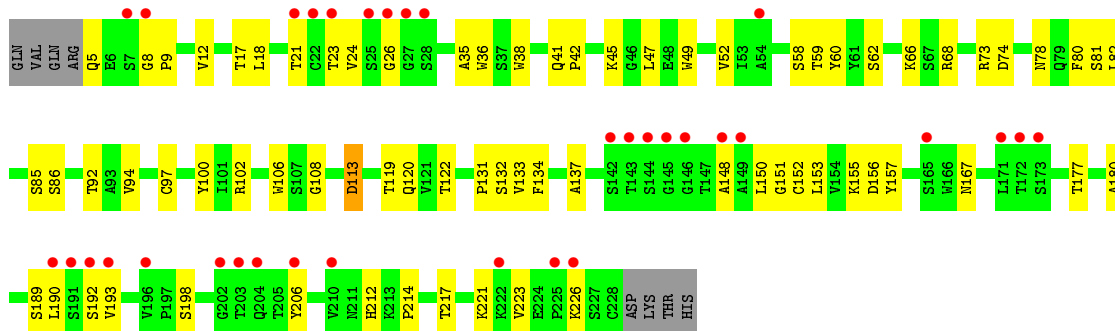 GLN VAL GLN ARG Q5 E6 S7 G8 P9 V12 T17 L18 T21 C22 T23 V24 S25 G26 G27 S28 A35 W36 S37 W38 Q41 P42 K45 G46 L47 E48 W49 V52 I53 A54 S58 T59 Y60 Y61 S62 K66 S67 R68 R73 D74 N78 Q79 F80 S81 L82
S85 S86 T92 A93 V94 C97 Y100 I101 R102 W106 S107 G108 D113 T119 Q120 V121 T122 P131 S132 V133 F134 A137 S142 T143 S144 G145 G146 T147 A148 A149 L150 G151 C152 L153 V154 K155 D156 Y157 S165 W166 N167 L171 T172 S173 T177 A180
S189 L190 S191 S192 V193 V196 P197 S198 G202 T203 Q204 T205 Y206 V210 N211 H212 K213 P214 T217 K221 K222 V223 E224 P225 K226 S227 C228 ASP LYS THR HIS